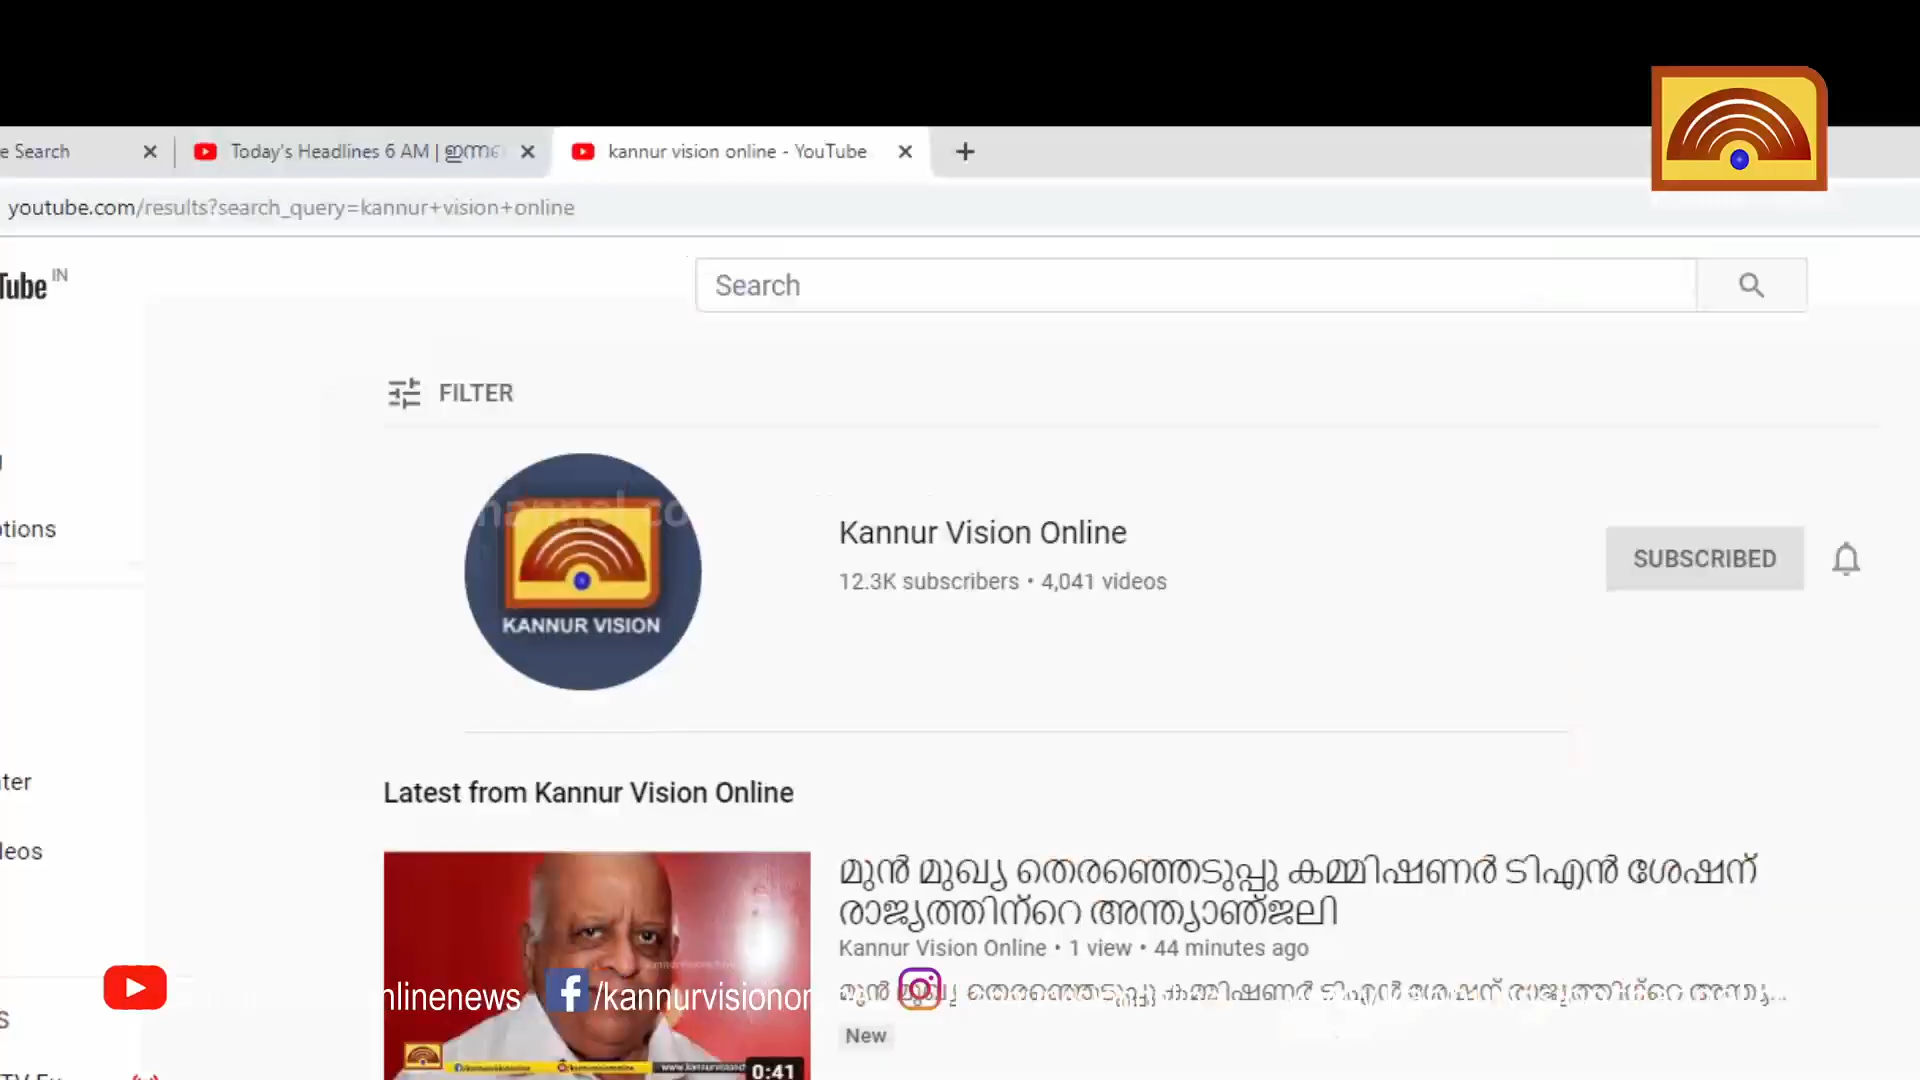 e Search
Today's Headlines 6 AM | ഇന്നത്
kannur vision online - YouTube
youtube.com/results?search_query=kannur+vision+online
Tube IN
Search
FILTER
KANNUR VISION
Kannur Vision Online
12.3K subscribers • 4,041 videos
SUBSCRIBED
Latest from Kannur Vision Online
മുൻ മുഖ്യ തെരഞ്ഞെടുപ്പു കമ്മിഷണർ ടിഎൻ ശേഷന്
രാജ്യത്തിന്റെ അന്ത്യാഞ്ജലി
Kannur Vision Online • 1 view • 44 minutes ago
nlinenews
/kannurvisionon
New
0:41